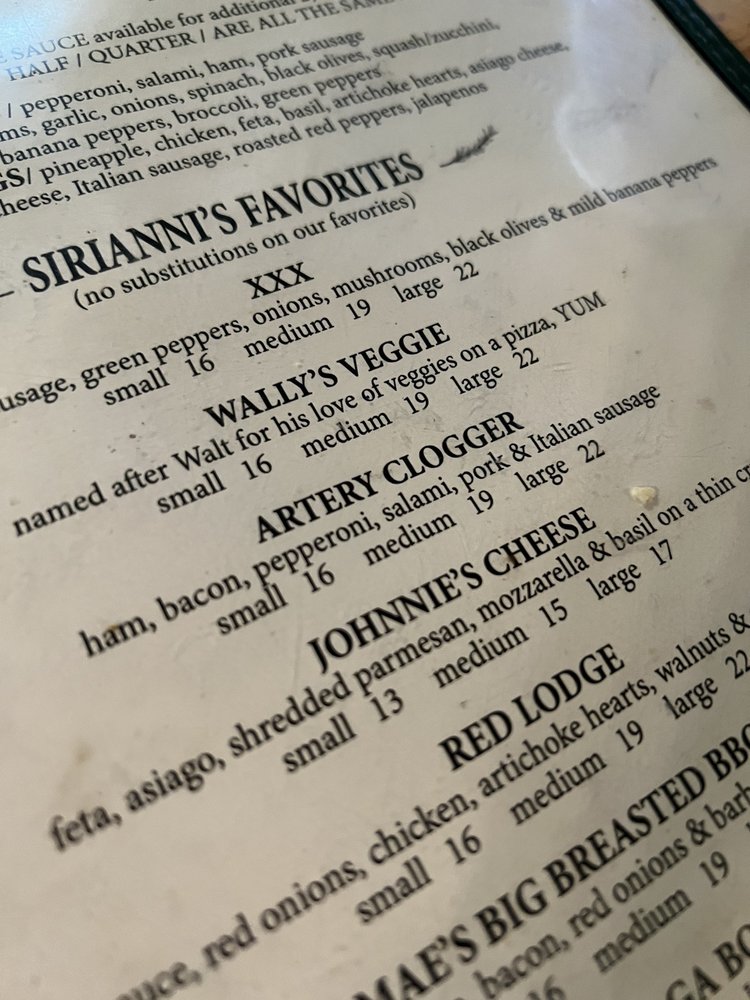 SAUCE available for additional
HALF / QUARTER / ARE ALL THE SAME
/ pepperoni, salami, ham, pork sausage
garlic, onions, spinach, black olives, squash/zucchini,
banana peppers, broccoli, green peppers
GS/ pineapple, chicken, feta, basil, artichoke hearts, asiago cheese,
cheese, Italian sausage, roasted red peppers, jalapenos
SIRIANNI'S FAVORITES
(no substitutions on our favorites)
XXX
usage, green peppers, onions, mushrooms, black olives & mild banana peppers
small 16 medium 19 large 22
WALLY'S VEGGIE
named after Walt for his love of veggies on a pizza, YUM
small 16 medium 19 large 22
ARTERY CLOGGER
ham, bacon, pepperoni, salami, pork & Italian sausage
small 16 medium 19 large 22
JOHNNIE'S CHEESE
feta, asiago, shredded parmesan, mozzarella & basil on a thin
small 13 medium 15 large 17
RED LODGE
red onions, chicken, artichoke hearts, walnuts &
small 16 medium 19 large 22
MAE'S BIG BREASTED BBQ
bacon, red onions &
16 medium 19